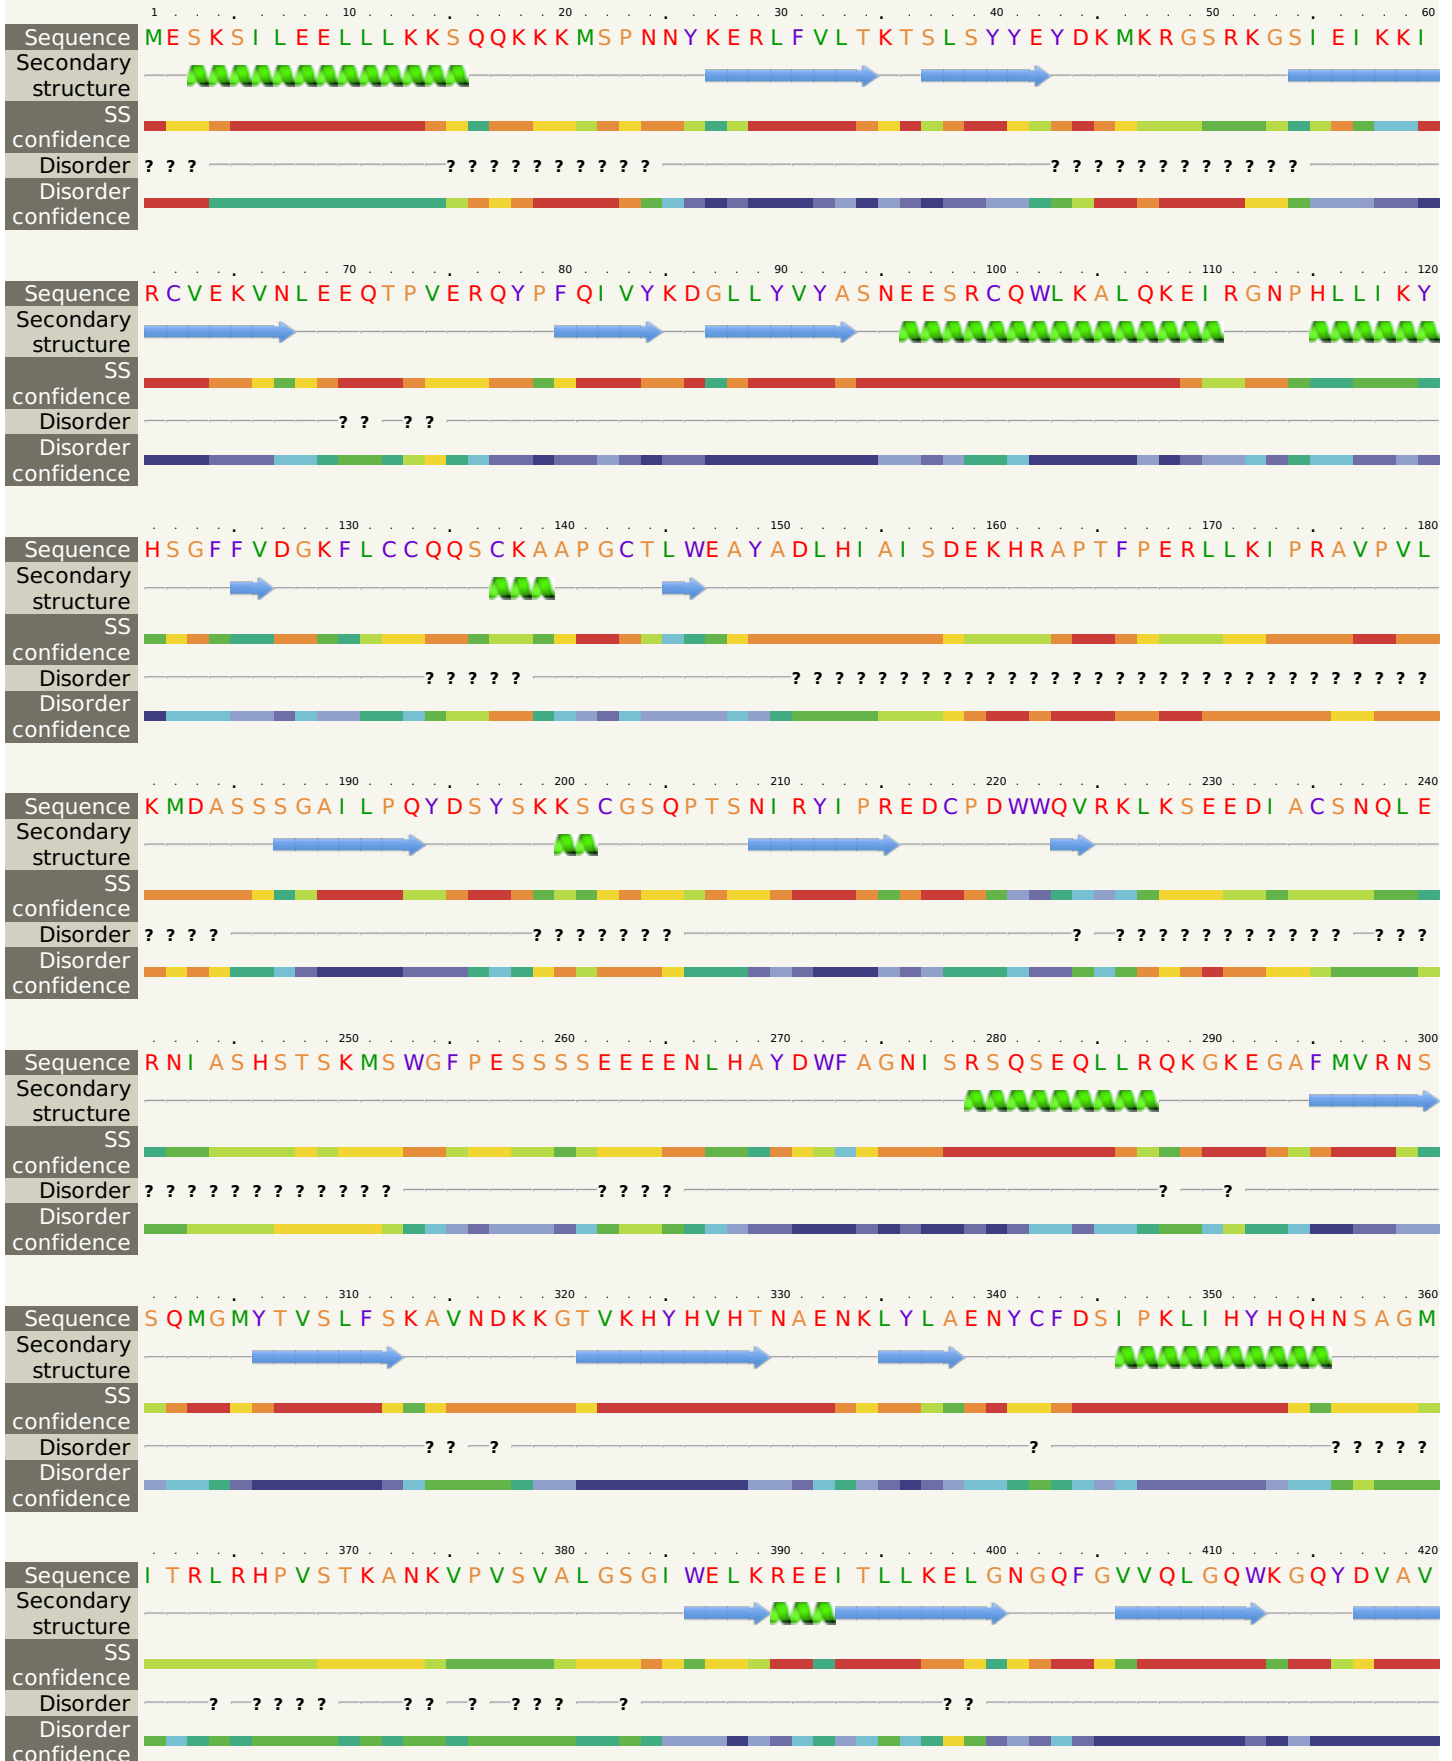 1 10 20 30 40 50 60
Sequence M E S K S I L E E L L L K K S Q Q K K K M S P N N Y K E R L F V L T K T S L S Y Y E Y D K M K R G S R K G S I E I K K I
Secondary
structure
SS
confidence
Disorder ? ? ? ? ? ? ? ? ? ? ? ? ? ? ? ? ? ? ? ? ? ? ? ? ?
Disorder
confidence
70 80 90 100 110 120
Sequence R C V E K V N L E E Q T P V E R Q Y P F Q I V Y K D G L L Y V Y A S N E E S R C Q W L K A L Q K E I R G N P H L L I K Y
Secondary
structure
SS
confidence
Disorder ? ? ? ?
Disorder
confidence
130 140 150 160 170 180
Sequence H S G F F V D G K F L C C Q Q S C K A A P G C T L W E A Y A D L H I A I S D E K H R A P T F P E R L L K I P R A V P V L
Secondary
structure
SS
confidence
Disorder ? ? ? ? ? ? ? ? ? ? ? ? ? ? ? ? ? ? ? ? ? ? ? ? ? ? ? ? ? ? ? ? ? ? ?
Disorder
confidence
190 200 210 220 230 240
Sequence K M D A S S S G A I L P Q Y D S Y S K K S C G S Q P T S N I R Y I P R E D C P D W W Q V R K L K S E E D I A C S N Q L E
Secondary
structure
SS
confidence
Disorder ? ? ? ? ? ? ? ? ? ? ? ? ? ? ? ? ? ? ? ? ? ? ? ? ? ?
Disorder
confidence
250 260 270 280 290 300
Sequence R N I A S H S T S K M S W G F P E S S S S E E E E N L H A Y D W F A G N I S R S Q S E Q L L R Q K G K E G A F M V R N S
Secondary
structure
SS
confidence
Disorder ? ? ? ? ? ? ? ? ? ? ? ? ? ? ? ? ? ?
Disorder
confidence
310 320 330 340 350 360
Sequence S Q M G M Y T V S L F S K A V N D K K G T V K H Y H V H T N A E N K L Y L A E N Y C F D S I P K L I H Y H Q H N S A G M
Secondary
structure
SS
confidence
Disorder ? ? ? ? ? ? ? ? ?
Disorder
confidence
370 380 390 400 410 420
Sequence I T R L R H P V S T K A N K V P V S V A L G S G I W E L K R E E I T L L K E L G N G Q F G V V Q L G Q W K G Q Y D V A V
Secondary
structure
SS
confidence
Disorder ? ? ? ? ? ? ? ? ? ? ? ? ? ?
Disorder
confidence